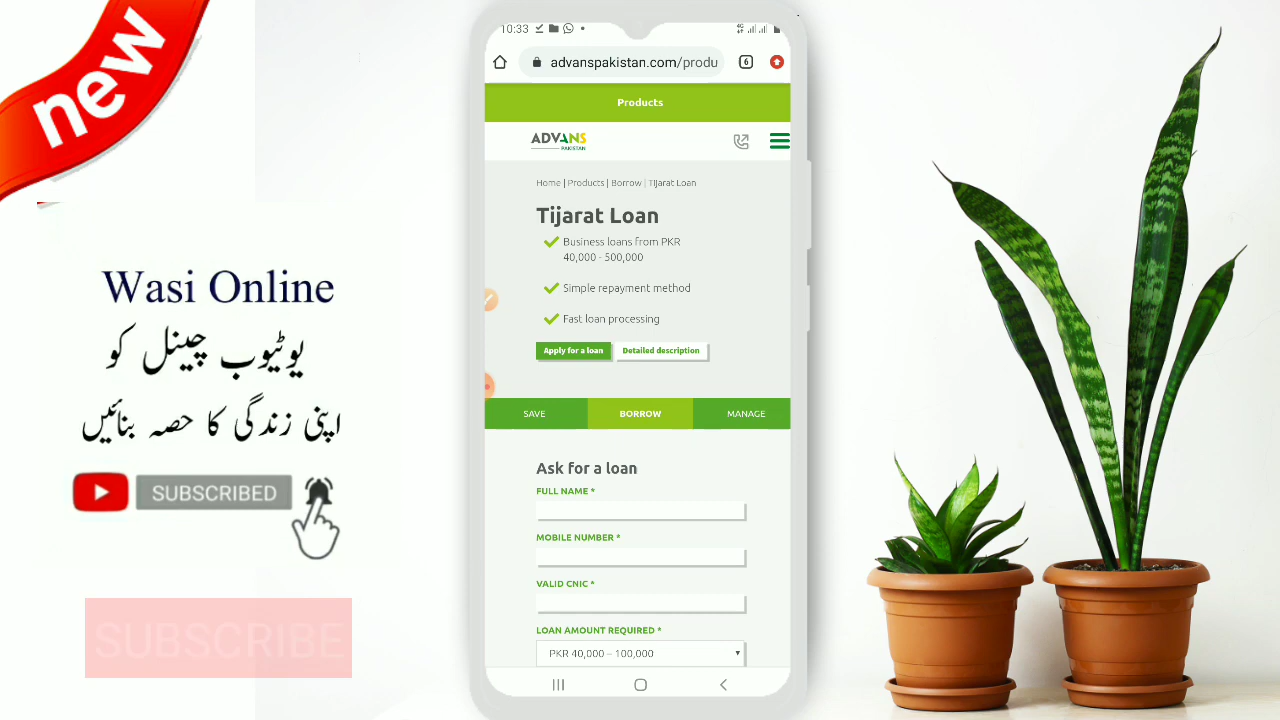 new
Wasi Online
یوٹیوب چینل کو
اپنی زندگی کا حصہ بنائیں
SUBSCRIBED
SUBSCRIBE
10:33
4G
advanspakistan.com/produ
6
Products
ADVANS
PAKISTAN
Home | Products | Borrow | Tijarat Loan
Tijarat Loan
Business loans from PKR
40,000 - 500,000
Simple repayment method
Fast loan processing
Apply for a loan
Detailed description
SAVE
BORROW
MANAGE
Ask for a loan
FULL NAME *
MOBILE NUMBER *
VALID CNIC *
LOAN AMOUNT REQUIRED *
PKR 40,000 – 100,000